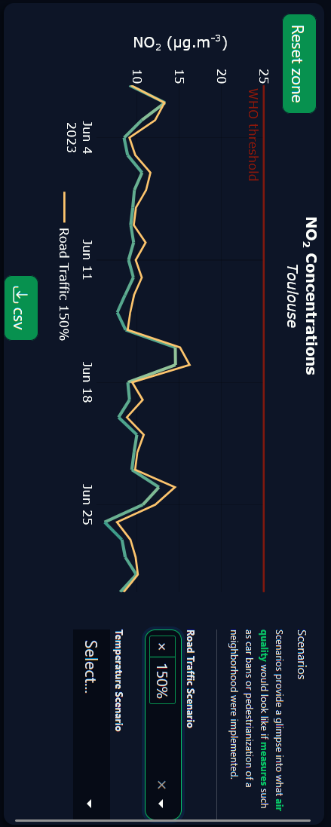 Reset zone
NO₂ Concentrations
Toulouse
NO₂ (µg.m⁻³)
25
20
15
10
WHO threshold
Jun 4
2023
Jun 11
Jun 18
Jun 25
Road Traffic 150%
csv
Scenarios
Scenarios provide a glimpse into what air
quality would look like if measures such
as car bans or pedestrianization of a
neighborhood were implemented.
Road Traffic Scenario
× 150%
×
Temperature Scenario
Select...